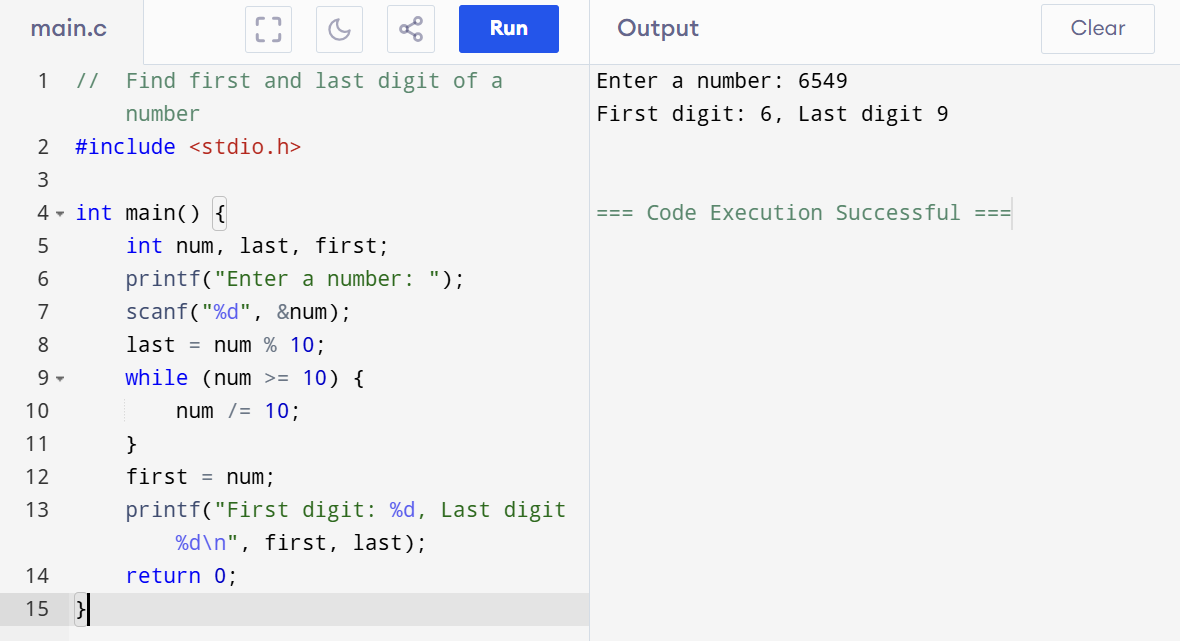 main.c
Run
Output
Clear
1 //  Find first and last digit of a
number
2 #include <stdio.h>
3
4 int main() {
5     int num, last, first;
6     printf("Enter a number: ");
7     scanf("%d", &num);
8     last = num % 10;
9     while (num >= 10) {
10         num /= 10;
11     }
12     first = num;
13     printf("First digit: %d, Last digit
%d\n", first, last);
14     return 0;
15 }
Enter a number: 6549
First digit: 6, Last digit 9
=== Code Execution Successful ===